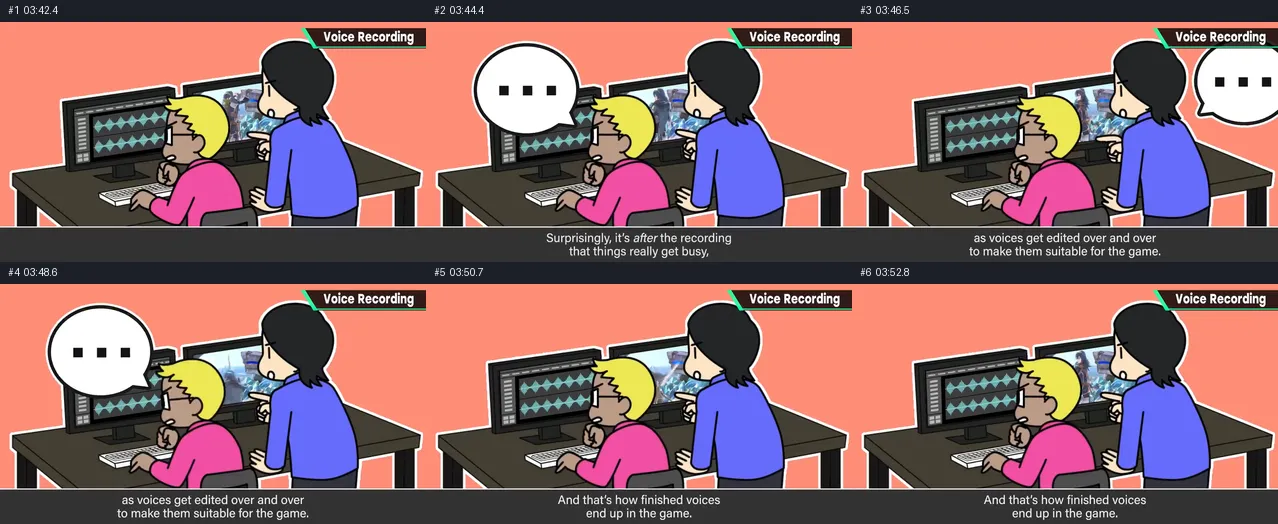 #1 03:42.4
Voice Recording
#2 03:44.4
Voice Recording
Surprisingly, it's after the recording
that things really get busy,
#3 03:46.5
Voice Recording
as voices get edited over and over
to make them suitable for the game.
#4 03:48.6
Voice Recording
as voices get edited over and over
to make them suitable for the game.
#5 03:50.7
Voice Recording
And that's how finished voices
end up in the game.
#6 03:52.8
Voice Recording
And that's how finished voices
end up in the game.